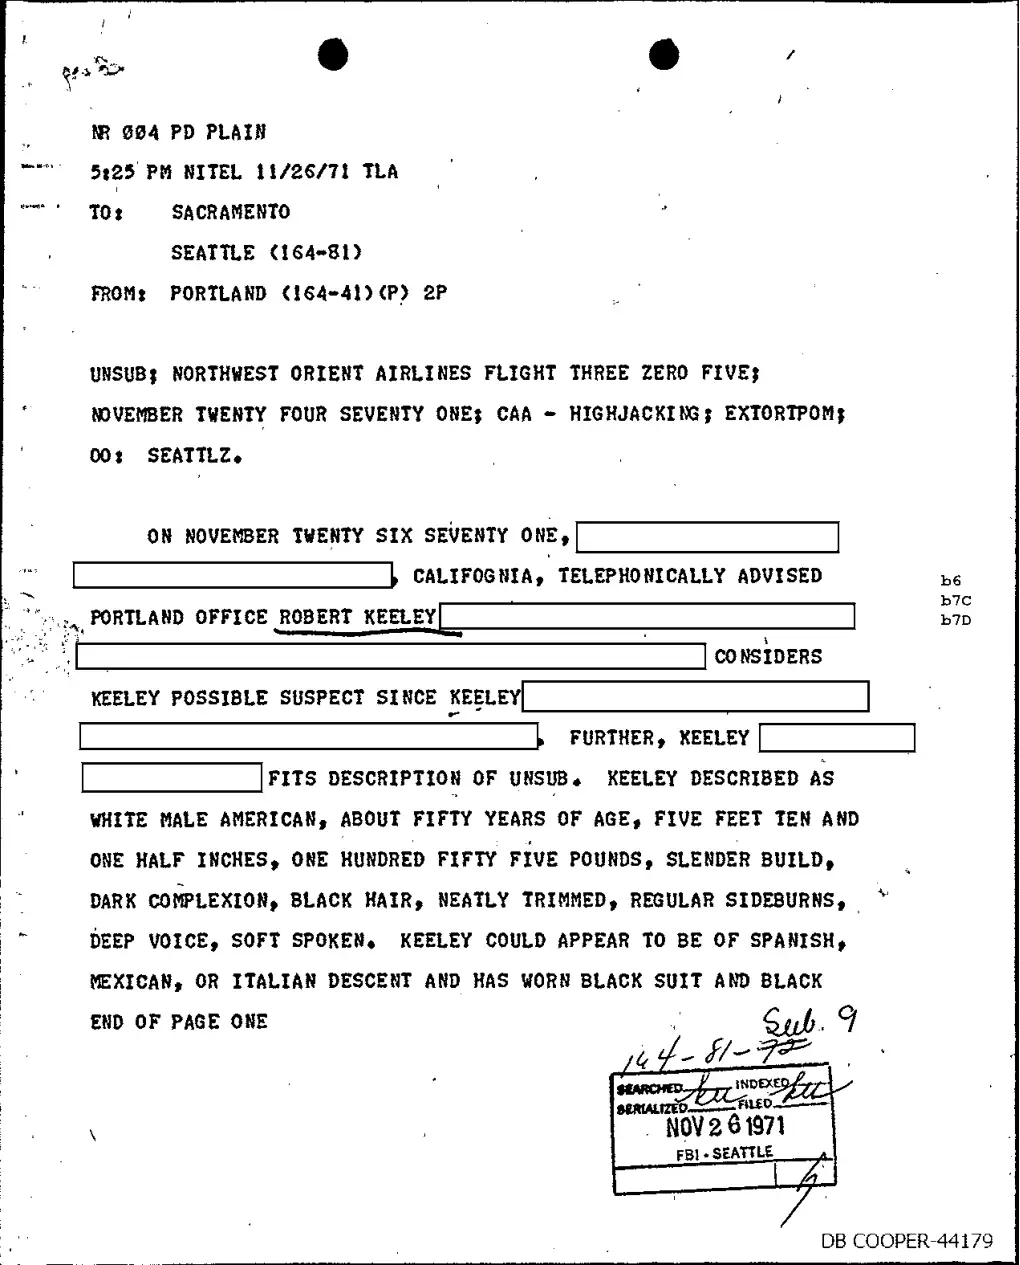 NR 004 PD PLAIN
5:25 PM NITEL 11/26/71 TLA
TO: SACRAMENTO
SEATTLE (164-81)
FROM: PORTLAND (164-41)(P) 2P
UNSUB; NORTHWEST ORIENT AIRLINES FLIGHT THREE ZERO FIVE;
NOVEMBER TWENTY FOUR SEVENTY ONE; CAA - HIGHJACKING; EXTORTPOM;
OO: SEATTLZ.
ON NOVEMBER TWENTY SIX SEVENTY ONE,
, CALIFOGNIA, TELEPHONICALLY ADVISED
b6
PORTLAND OFFICE ROBERT KEELEY
b7C
b7D
CONSIDERS
KEELEY POSSIBLE SUSPECT SINCE KEELEY
. FURTHER, KEELEY
FITS DESCRIPTION OF UNSUB. KEELEY DESCRIBED AS
WHITE MALE AMERICAN, ABOUT FIFTY YEARS OF AGE, FIVE FEET TEN AND
ONE HALF INCHES, ONE HUNDRED FIFTY FIVE POUNDS, SLENDER BUILD,
DARK COMPLEXION, BLACK HAIR, NEATLY TRIMMED, REGULAR SIDEBURNS,
DEEP VOICE, SOFT SPOKEN. KEELEY COULD APPEAR TO BE OF SPANISH,
MEXICAN, OR ITALIAN DESCENT AND HAS WORN BLACK SUIT AND BLACK
END OF PAGE ONE
Sub. 9
164-81-72
SEARCHED INDEXED
SERIALIZED FILED
NOV 26 1971
FBI - SEATTLE
DB COOPER-44179